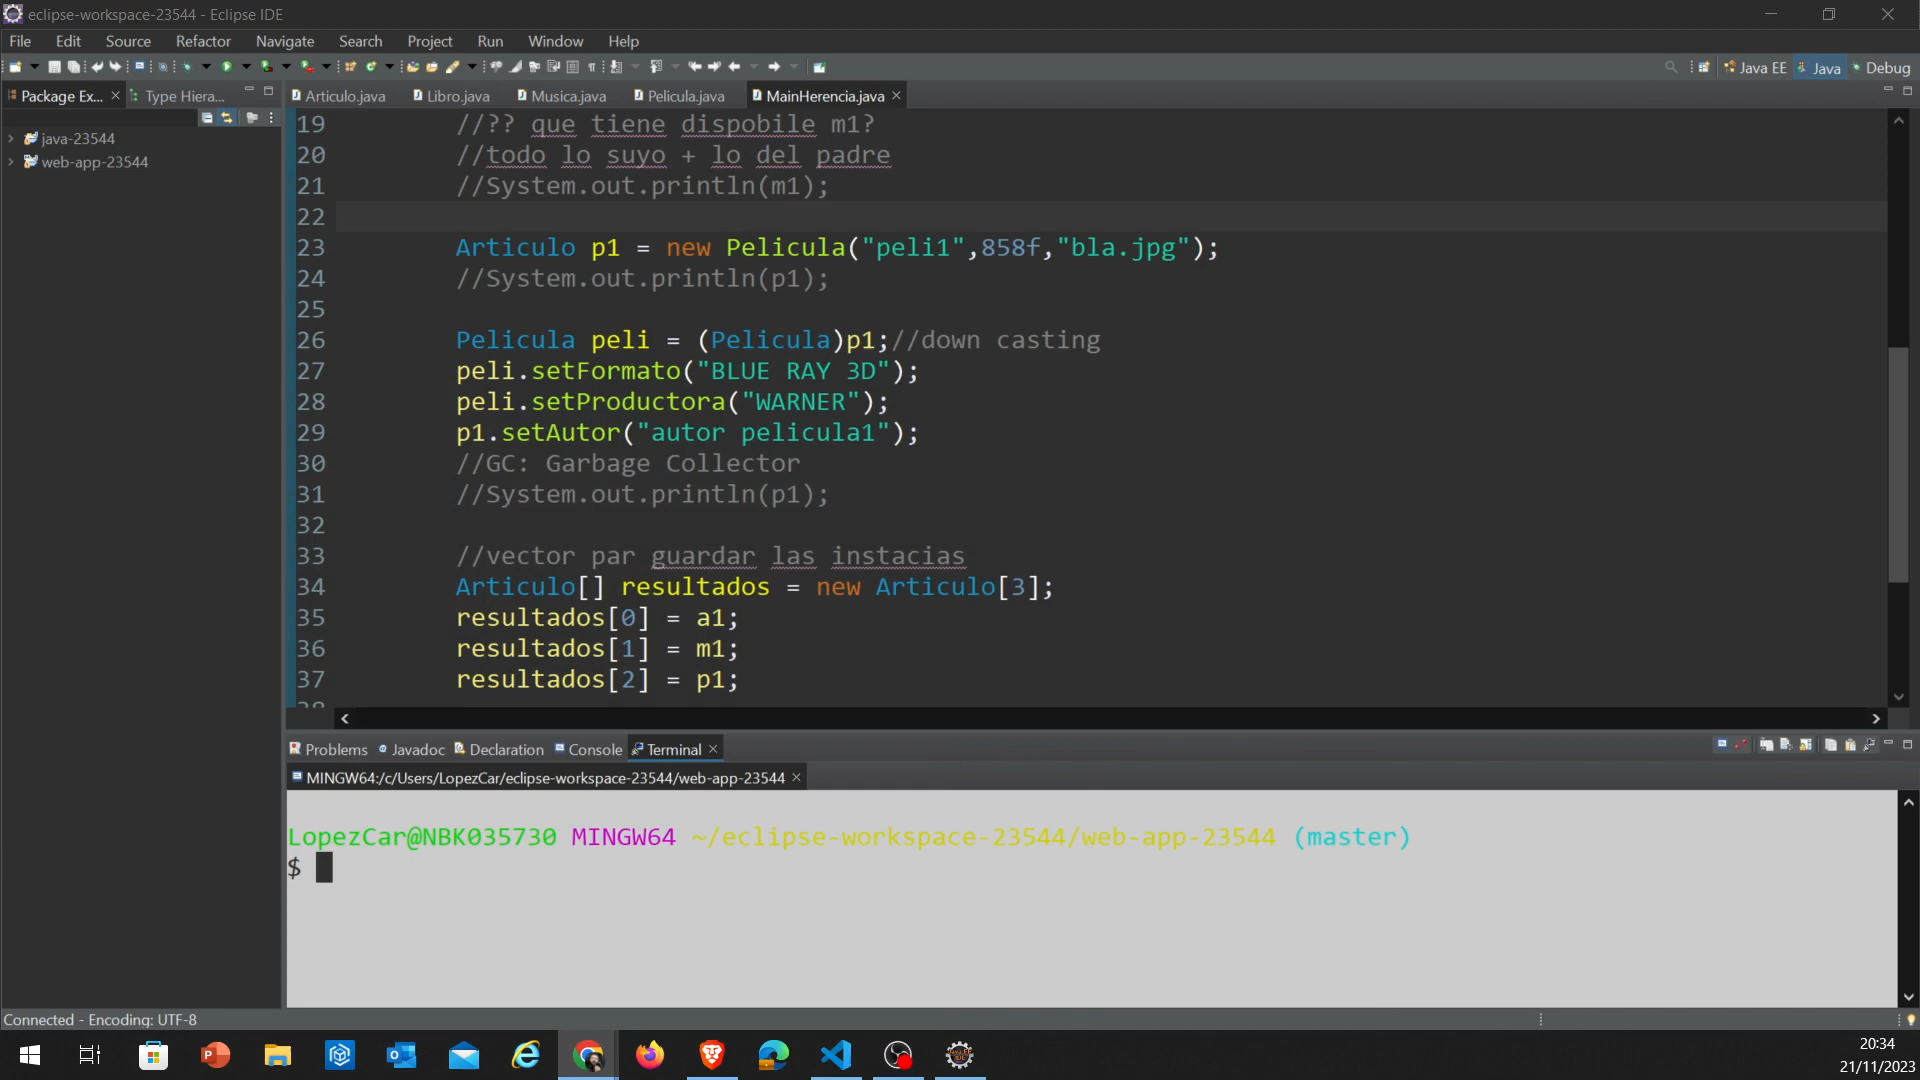 eclipse-workspace-23544 - Eclipse IDE
File Edit Source Refactor Navigate Search Project Run Window Help
Java EE Java Debug
Package Ex... Type Hiera...
Articulo.java Libro.java Musica.java Pelicula.java MainHerencia.java
java-23544
web-app-23544
19 //?? que tiene dispobile m1?
20 //todo lo suyo + lo del padre
21 //System.out.println(m1);
22
23 Articulo p1 = new Pelicula("peli1",858f,"bla.jpg");
24 //System.out.println(p1);
25
26 Pelicula peli = (Pelicula)p1;//down casting
27 peli.setFormato("BLUE RAY 3D");
28 peli.setProductora("WARNER");
29 p1.setAutor("autor pelicula1");
30 //GC: Garbage Collector
31 //System.out.println(p1);
32
33 //vector par guardar las instacias
34 Articulo[] resultados = new Articulo[3];
35 resultados[0] = a1;
36 resultados[1] = m1;
37 resultados[2] = p1;
38
Problems Javadoc Declaration Console Terminal
MINGW64:/c/Users/LopezCar/eclipse-workspace-23544/web-app-23544
LopezCar@NBK035730 MINGW64 ~/eclipse-workspace-23544/web-app-23544 (master)
$
Connected - Encoding: UTF-8
20:34
21/11/2023